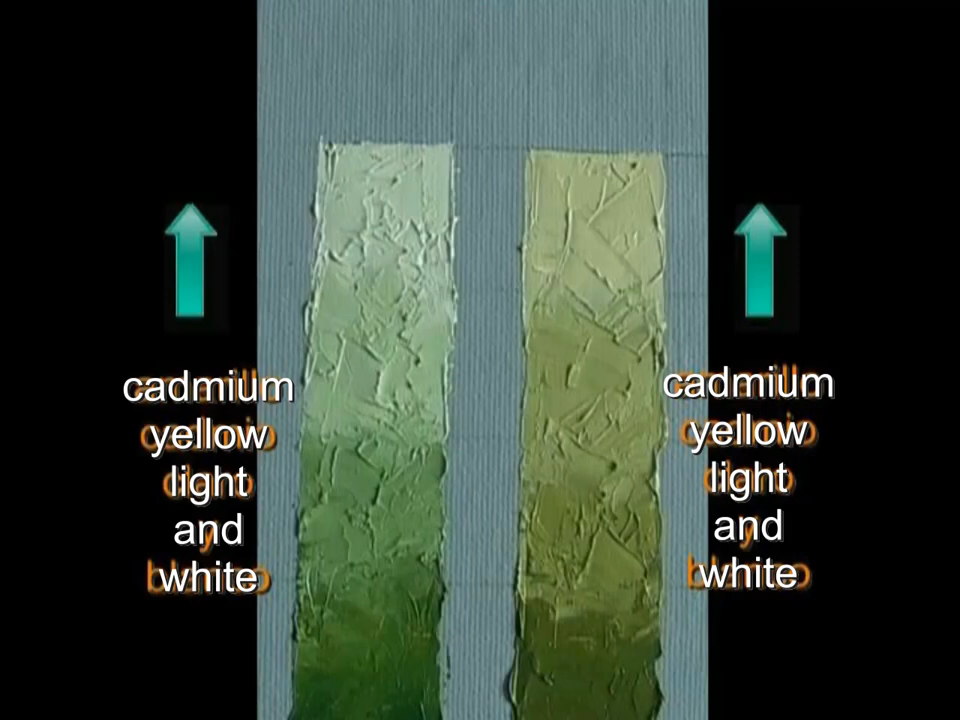 cadmium
yellow
light
and
white
cadmium
yellow
light
and
white